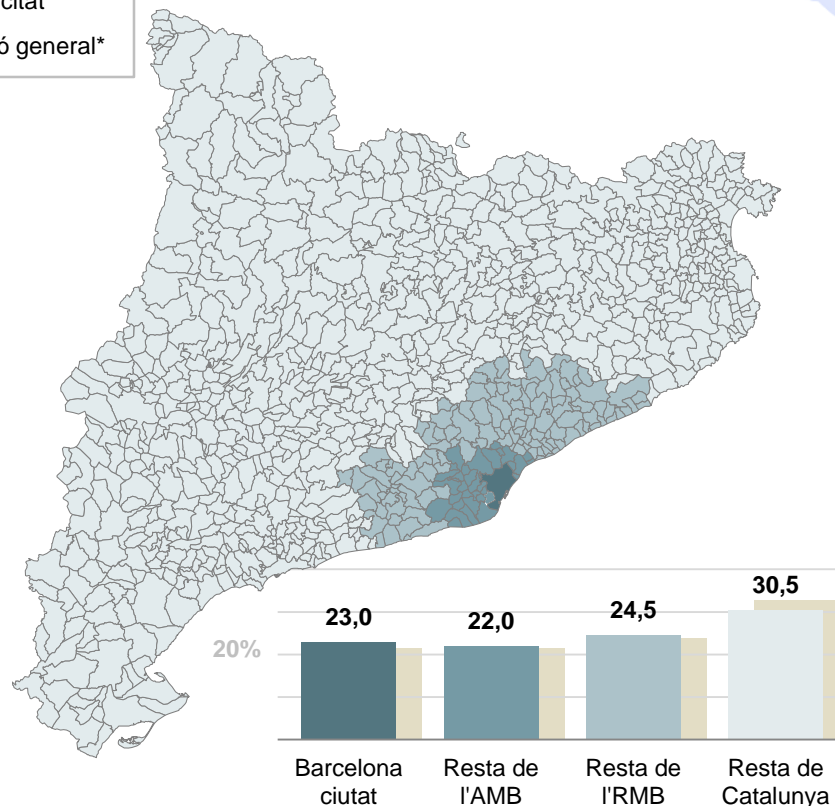 ó general*
23,0
22,0
24,5
30,5
20%
Barcelona
ciutat
Resta de
l'AMB
Resta de
l'RMB
Resta de
Catalunya